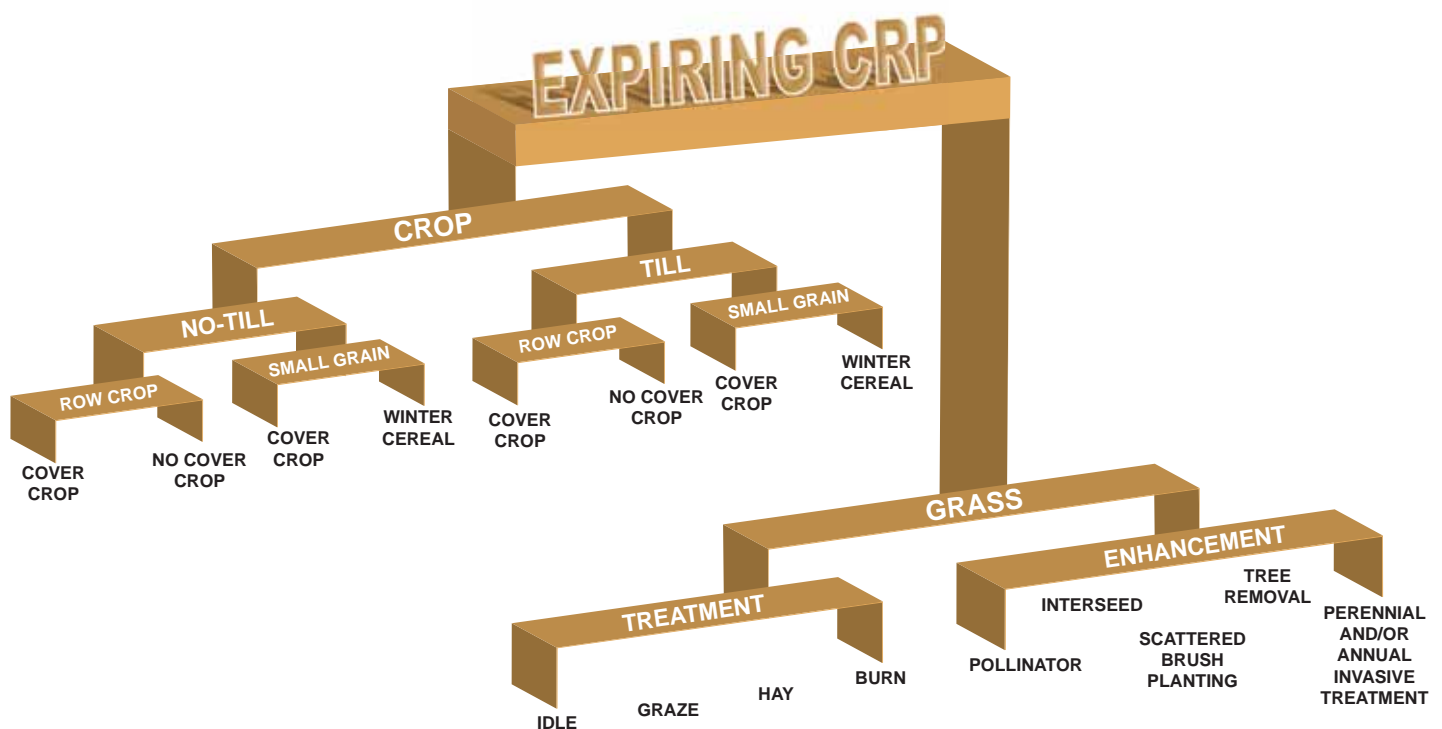 EXPIRING CRP
CROP
NO-TILL
ROW CROP
COVER
CROP
NO COVER
CROP
SMALL GRAIN
COVER
CROP
WINTER
CEREAL
TILL
ROW CROP
COVER
CROP
NO COVER
CROP
SMALL GRAIN
COVER
CROP
WINTER
CEREAL
GRASS
TREATMENT
IDLE
GRAZE
HAY
BURN
ENHANCEMENT
POLLINATOR
INTERSEED
SCATTERED
BRUSH
PLANTING
TREE
REMOVAL
PERENNIAL
AND/OR
ANNUAL
INVASIVE
TREATMENT